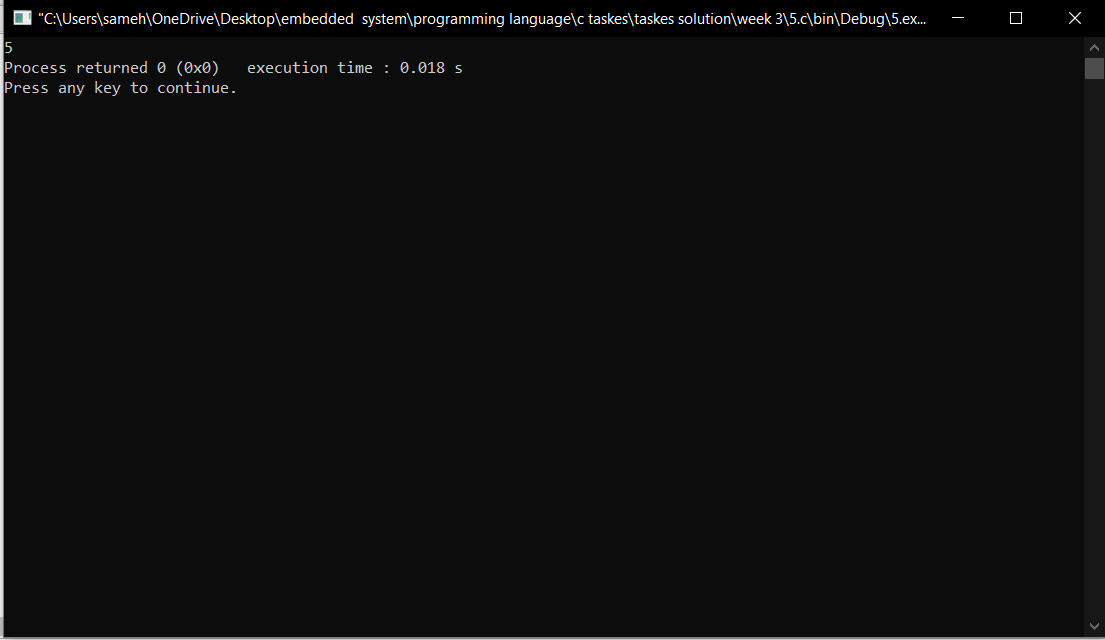 "C:\Users\sameh\OneDrive\Desktop\embedded  system\programming language\c taskes\taskes solution\week 3\5.c\bin\Debug\5.ex...
5
Process returned 0 (0x0)   execution time : 0.018 s
Press any key to continue.